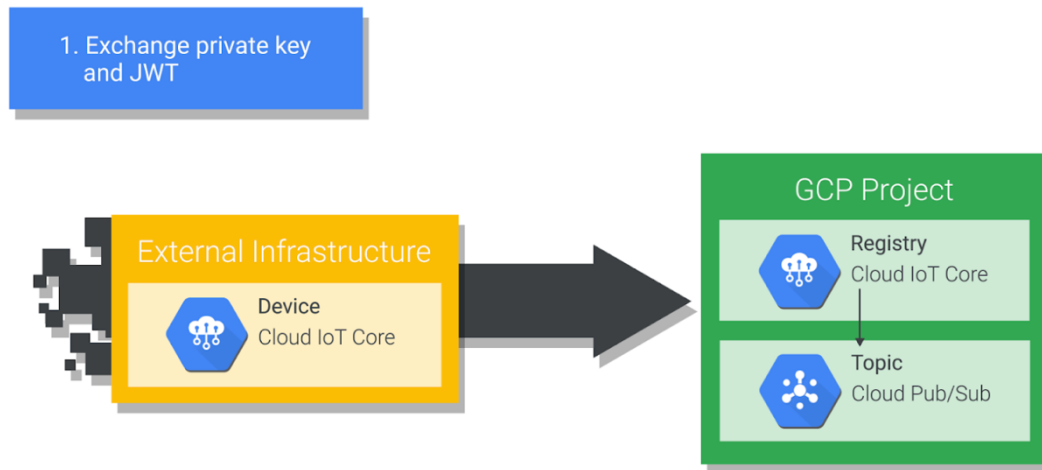 1. Exchange private key
and JWT
External Infrastructure
Device
Cloud IoT Core
GCP Project
Registry
Cloud IoT Core
Topic
Cloud Pub/Sub